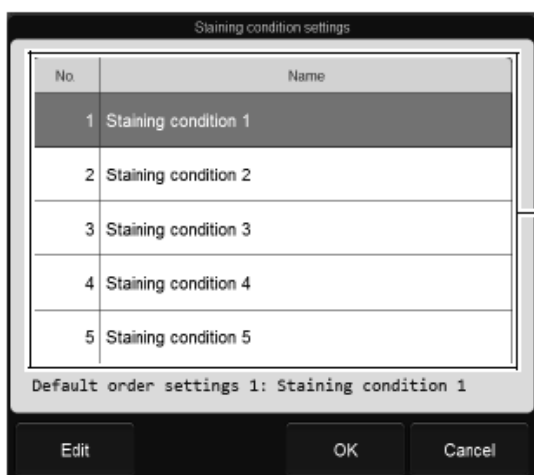 Staining condition settings
No. Name
1 Staining condition 1
2 Staining condition 2
3 Staining condition 3
4 Staining condition 4
5 Staining condition 5
Default order settings 1: Staining condition 1
Edit OK Cancel